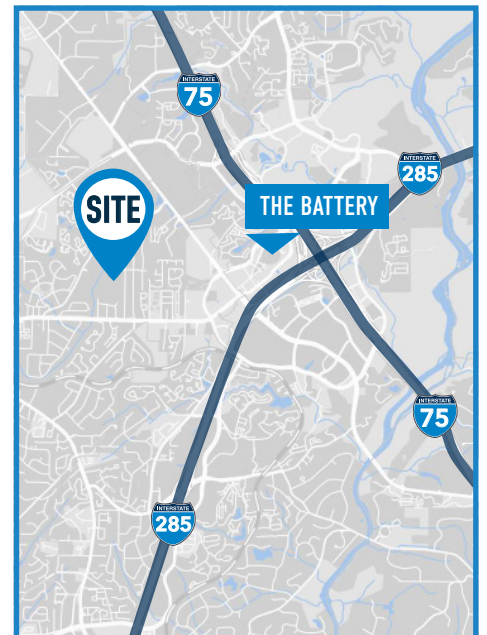 INTERSTATE
75
INTERSTATE
285
SITE
THE BATTERY
INTERSTATE
75
INTERSTATE
285